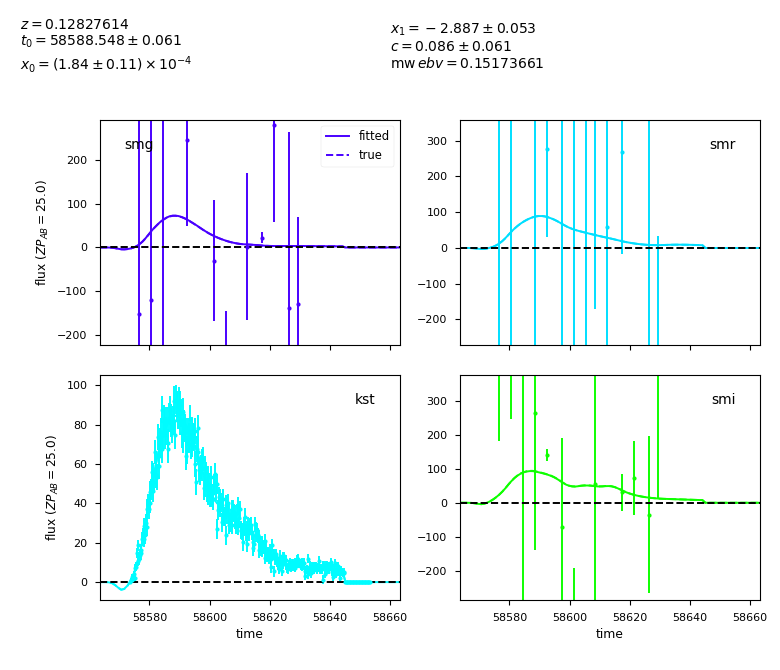 z = 0.12827614
t₀ = 58588.548 ± 0.061
x₀ = (1.84 ± 0.11) × 10⁻⁴
x₁ = −2.887 ± 0.053
c = 0.086 ± 0.061
mw ebv = 0.15173661
smg
fitted
true
200
100
0
−100
−200
flux (ZP_AB = 25.0)
smr
300
200
100
0
−100
−200
kst
100
80
60
40
20
0
flux (ZP_AB = 25.0)
58580 58600 58620 58640 58660
time
smi
300
200
100
0
−100
−200
58580 58600 58620 58640 58660
time